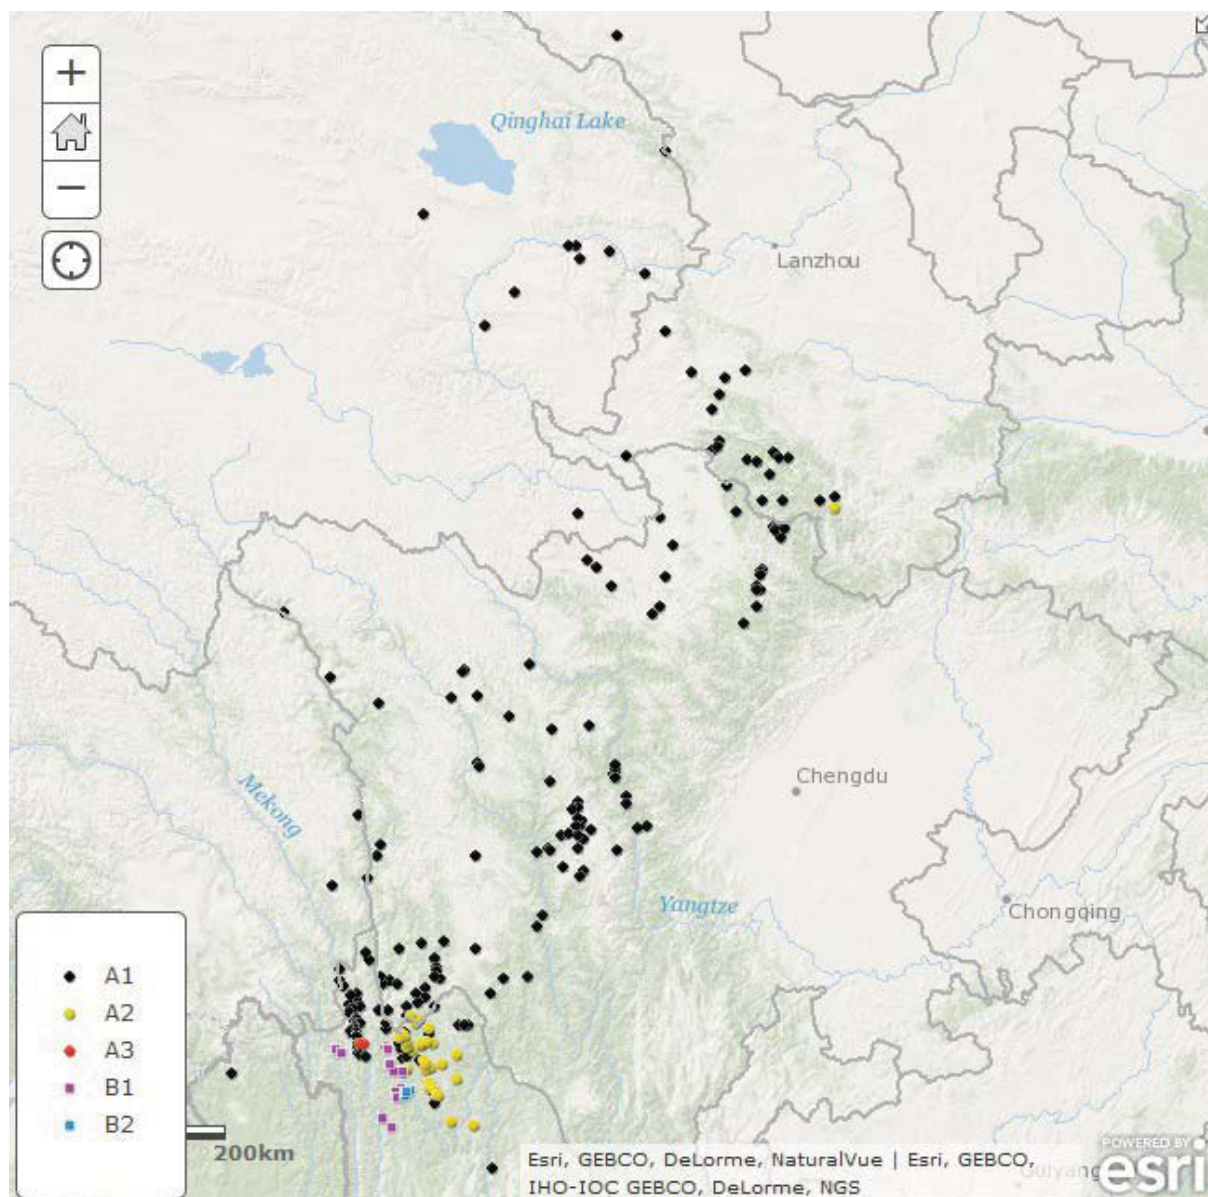 +
Qinghai Lake
−
Lanzhou
Chengdu
Mekong
Yangtze
Chongqing
A1
A2
A3
B1
B2
200km
Esri, GEBCO, DeLorme, NaturalVue | Esri, GEBCO,
IHO-IOC GEBCO, DeLorme, NGS
Guiyang
POWERED BY
esri